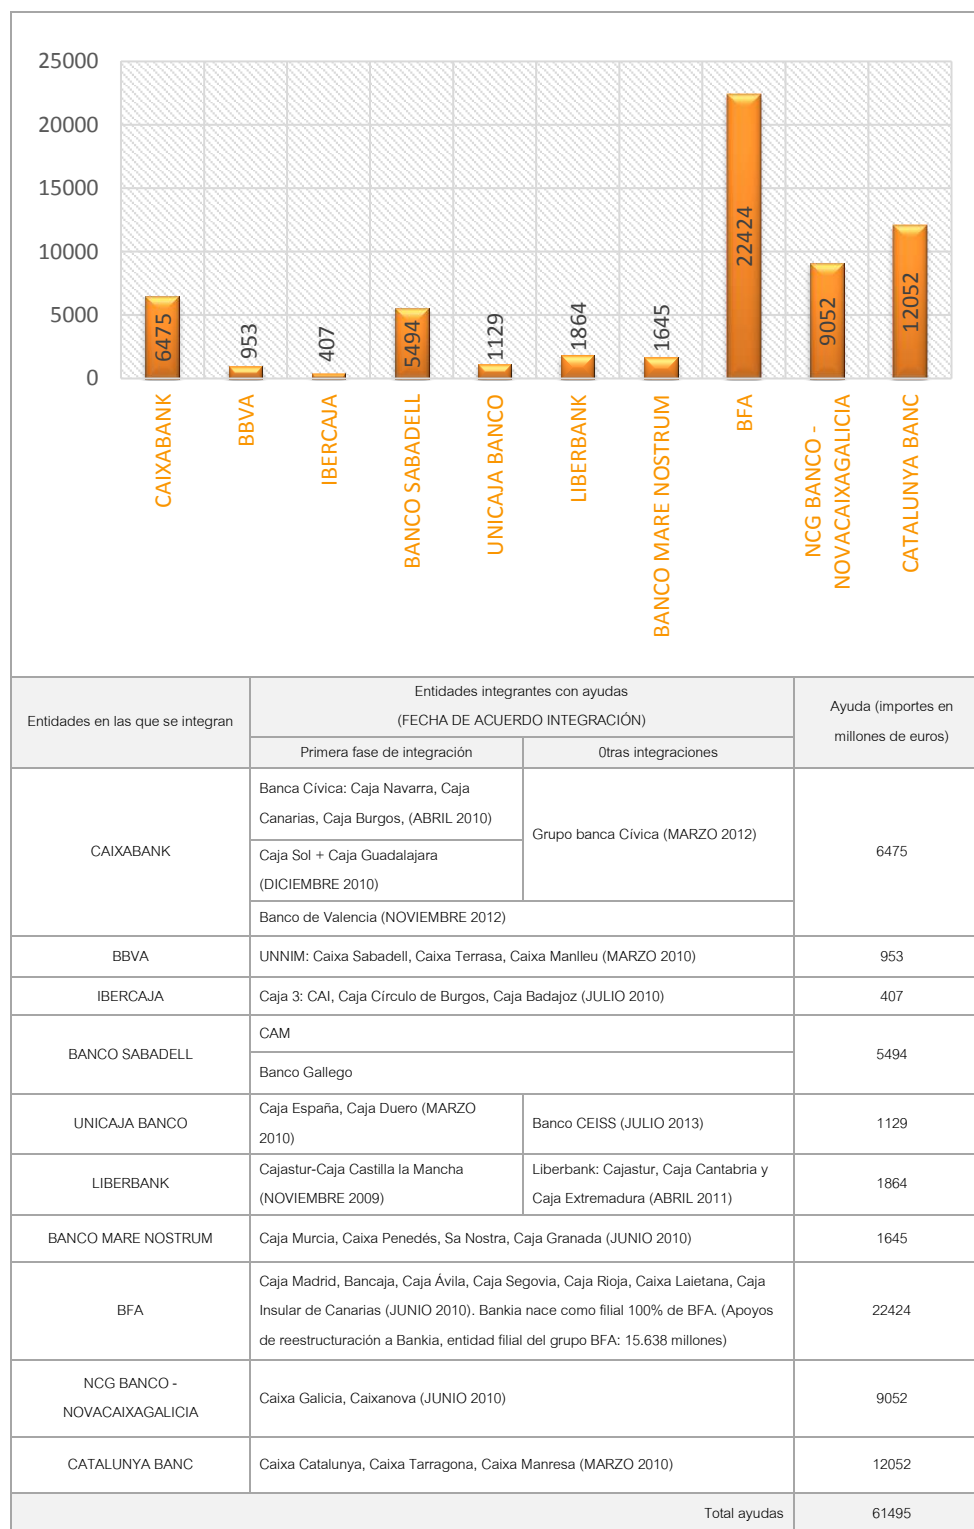 25000
20000
15000
10000
5000
0
6475
953
407
5494
1129
1864
1645
22424
9052
12052
CAIXABANK
BBVA
IBERCAJA
BANCO SABADELL
UNICAJA BANCO
LIBERBANK
BANCO MARE NOSTRUM
BFA
NCG BANCO -
NOVACAIXAGALICIA
CATALUNYA BANC
Entidades en las que se integran
Entidades integrantes con ayudas
(FECHA DE ACUERDO INTEGRACIÓN)
Ayuda (importes en
millones de euros)
Primera fase de integración
0tras integraciones
CAIXABANK
Banca Cívica: Caja Navarra, Caja
Canarias, Caja Burgos, (ABRIL 2010)
Grupo banca Cívica (MARZO 2012)
6475
Caja Sol + Caja Guadalajara
(DICIEMBRE 2010)
Banco de Valencia (NOVIEMBRE 2012)
BBVA
UNNIM: Caixa Sabadell, Caixa Terrasa, Caixa Manlleu (MARZO 2010)
953
IBERCAJA
Caja 3: CAI, Caja Círculo de Burgos, Caja Badajoz (JULIO 2010)
407
BANCO SABADELL
CAM
Banco Gallego
5494
UNICAJA BANCO
Caja España, Caja Duero (MARZO
2010)
Banco CEISS (JULIO 2013)
1129
LIBERBANK
Cajastur-Caja Castilla la Mancha
(NOVIEMBRE 2009)
Liberbank: Cajastur, Caja Cantabria y
Caja Extremadura (ABRIL 2011)
1864
BANCO MARE NOSTRUM
Caja Murcia, Caixa Penedés, Sa Nostra, Caja Granada (JUNIO 2010)
1645
BFA
Caja Madrid, Bancaja, Caja Ávila, Caja Segovia, Caja Rioja, Caixa Laietana, Caja
Insular de Canarias (JUNIO 2010). Bankia nace como filial 100% de BFA. (Apoyos
de reestructuración a Bankia, entidad filial del grupo BFA: 15.638 millones)
22424
NCG BANCO -
NOVACAIXAGALICIA
Caixa Galicia, Caixanova (JUNIO 2010)
9052
CATALUNYA BANC
Caixa Catalunya, Caixa Tarragona, Caixa Manresa (MARZO 2010)
12052
Total ayudas
61495